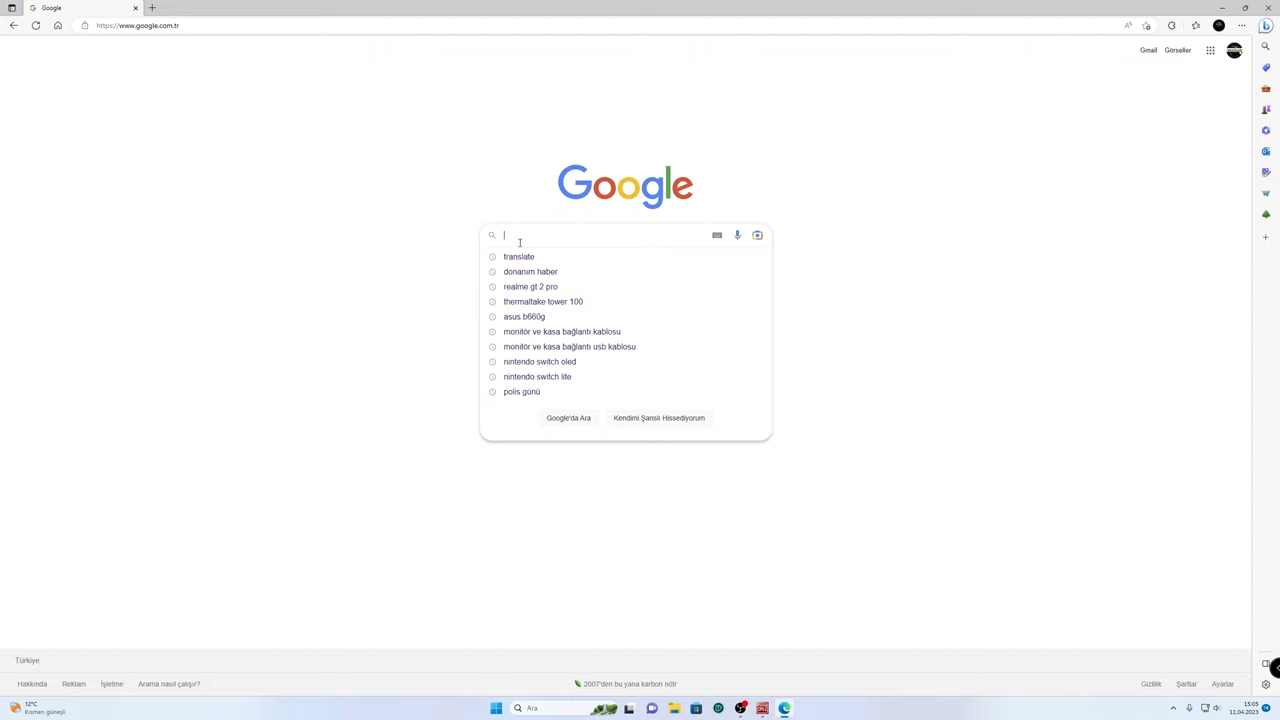 Google
https://www.google.com.tr
Gmail Görseller
Google
translate
donanım haber
realme gt 2 pro
thermaltake tower 100
asus b660g
monitör ve kasa bağlantı kablosu
monitör ve kasa bağlantı usb kablosu
nintendo switch oled
nintendo switch lite
polis günü
Google'da Ara Kendimi Şanslı Hissediyorum
Türkiye
Hakkında Reklam İşletme Arama nasıl çalışır? 2007'den bu yana karbon nötr Gizlilik Şartlar Ayarlar
12°C
Kısmen güneşli
Ara
15:05
11.04.2023